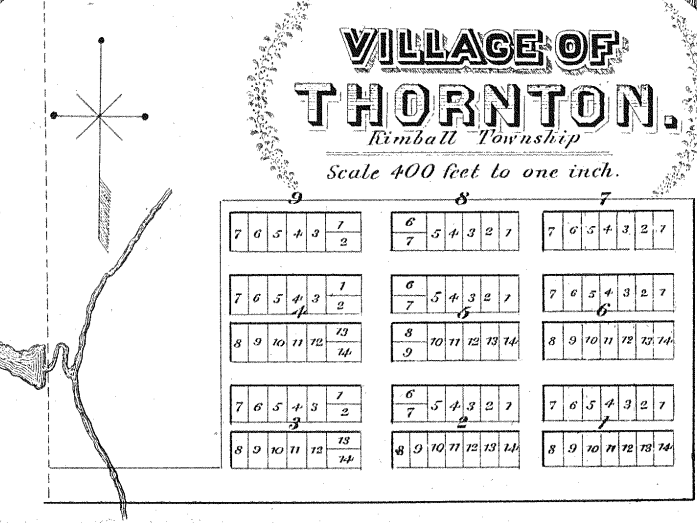 VILLAGE OF
THORNTON.
Kimball Township
Scale 400 feet to one inch.
9 8 7
7 6 5 4 3 1 2 6 7 5 4 3 2 1 7 6 5 4 3 2 1
7 6 5 4 3 1 2 6 7 5 4 3 2 1 7 6 5 4 3 2 1
4 5 6
8 9 10 11 12 13 14 8 9 10 11 12 13 14 8 9 10 11 12 13 14
7 6 5 4 3 1 2 6 7 5 4 3 2 1 7 6 5 4 3 2 1
3 2 1
8 9 10 11 12 13 14 8 9 10 11 12 13 14 8 9 10 11 12 13 14